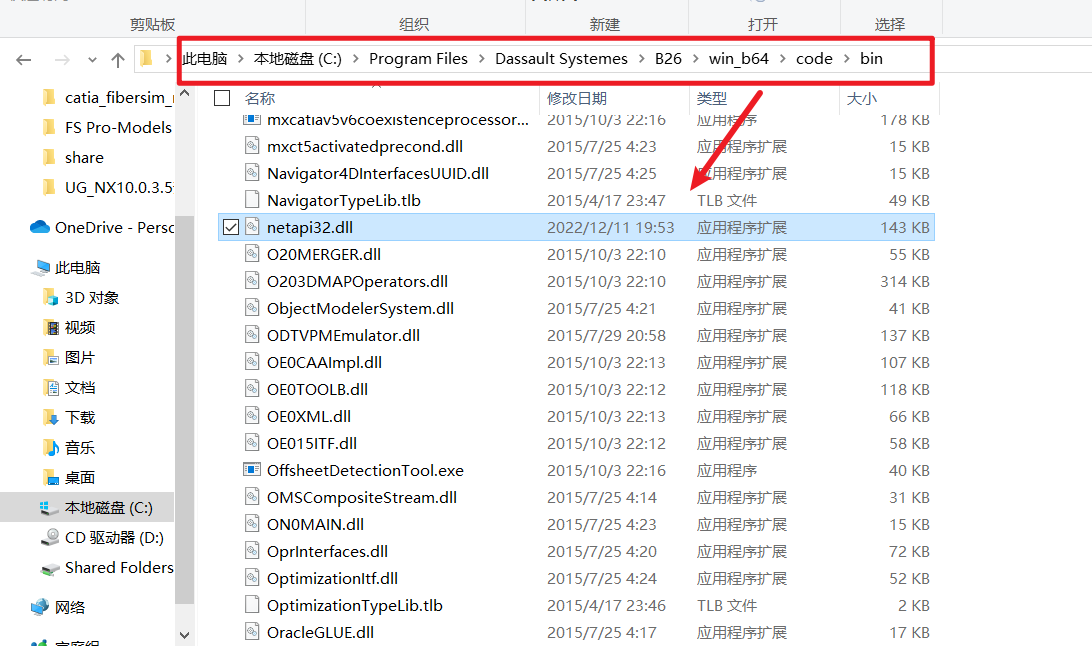 剪贴板 组织 新建 打开 选择
此电脑 > 本地磁盘 (C:) > Program Files > Dassault Systemes > B26 > win_b64 > code > bin
名称 修改日期 类型 大小
catia_fibersim_
FS Pro-Models
share
UG_NX10.0.3.5
OneDrive - Perso
此电脑
3D 对象
视频
图片
文档
下载
音乐
桌面
本地磁盘 (C:)
CD 驱动器 (D:)
Shared Folders
网络
mxcatiav5v6coexistenceprocessor... 2015/10/3 22:16 应用程序 178 KB
mxct5activatedprecond.dll 2015/7/25 4:23 应用程序扩展 15 KB
Navigator4DInterfacesUUID.dll 2015/7/25 4:25 应用程序扩展 15 KB
NavigatorTypeLib.tlb 2015/4/17 23:47 TLB 文件 49 KB
netapi32.dll 2022/12/11 19:53 应用程序扩展 143 KB
O20MERGER.dll 2015/10/3 22:10 应用程序扩展 55 KB
O203DMAPOperators.dll 2015/10/3 22:10 应用程序扩展 314 KB
ObjectModelerSystem.dll 2015/7/25 4:21 应用程序扩展 41 KB
ODTVPMEmulator.dll 2015/7/29 20:58 应用程序扩展 137 KB
OE0CAAImpl.dll 2015/10/3 22:13 应用程序扩展 107 KB
OE0TOOLB.dll 2015/10/3 22:12 应用程序扩展 118 KB
OE0XML.dll 2015/10/3 22:13 应用程序扩展 66 KB
OE015ITF.dll 2015/10/3 22:12 应用程序扩展 58 KB
OffsheetDetectionTool.exe 2015/10/3 22:16 应用程序 40 KB
OMSCompositeStream.dll 2015/7/25 4:14 应用程序扩展 31 KB
ON0MAIN.dll 2015/7/25 4:23 应用程序扩展 15 KB
OprInterfaces.dll 2015/7/25 4:20 应用程序扩展 72 KB
OptimizationItf.dll 2015/7/25 4:24 应用程序扩展 52 KB
OptimizationTypeLib.tlb 2015/4/17 23:46 TLB 文件 2 KB
OracleGLUE.dll 2015/7/25 4:17 应用程序扩展 17 KB